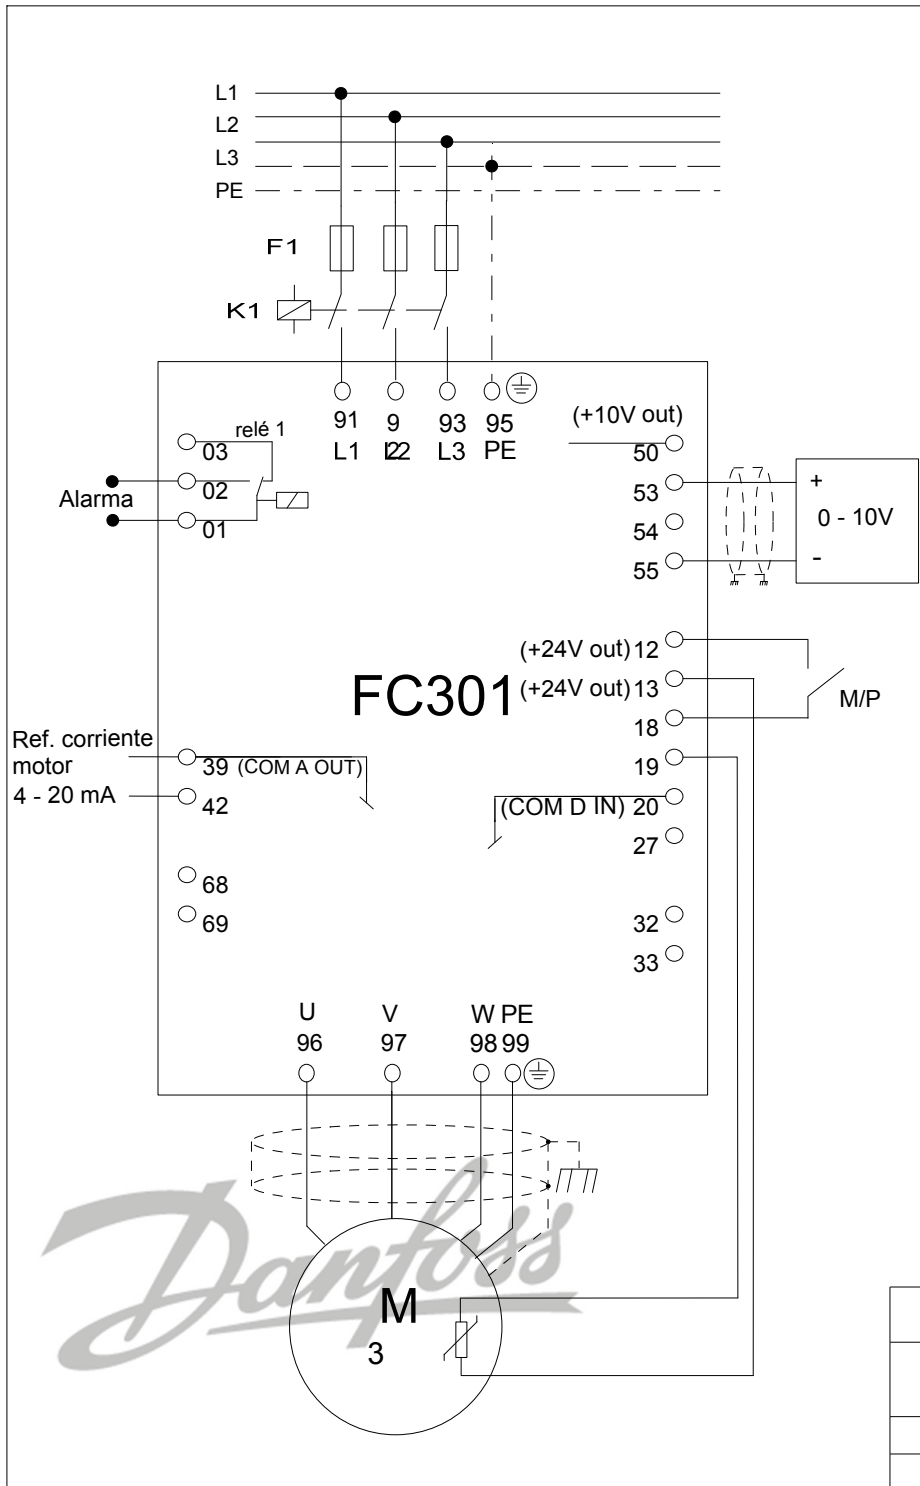 L1
L2
L3
PE
F1
K1
91 9 93 95
L1 2 L2 L3 PE
(+10V out)
50
relé 1
03
02
01
Alarma
53
54
55
+
0 - 10V
-
(+24V out) 12
(+24V out) 13
18
M/P
FC301
Ref. corriente
motor
4 - 20 mA
39 (COM A OUT)
42
19
(COM D IN) 20
27
68
69
32
33
U V W PE
96 97 98 99
Danfoss
M
3